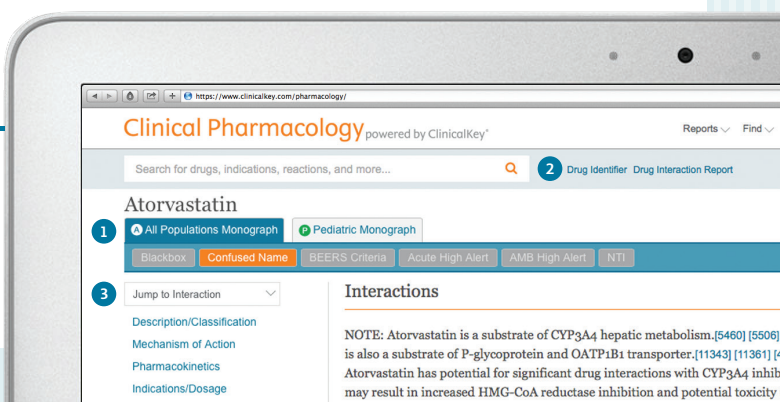 https://www.clinicalkey.com/pharmacology/
Clinical Pharmacology powered by ClinicalKey®
Reports Find
Search for drugs, indications, reactions, and more...
2 Drug Identifier Drug Interaction Report
Atorvastatin
1 A All Populations Monograph P Pediatric Monograph
Blackbox Confused Name BEERS Criteria Acute High Alert AMB High Alert NTI
3 Jump to Interaction
Interactions
Description/Classification
Mechanism of Action
Pharmacokinetics
Indications/Dosage
NOTE: Atorvastatin is a substrate of CYP3A4 hepatic metabolism.[5460] [5506]
is also a substrate of P-glycoprotein and OATP1B1 transporter.[11343] [11361] [4
Atorvastatin has potential for significant drug interactions with CYP3A4 inhib
may result in increased HMG-CoA reductase inhibition and potential toxicity